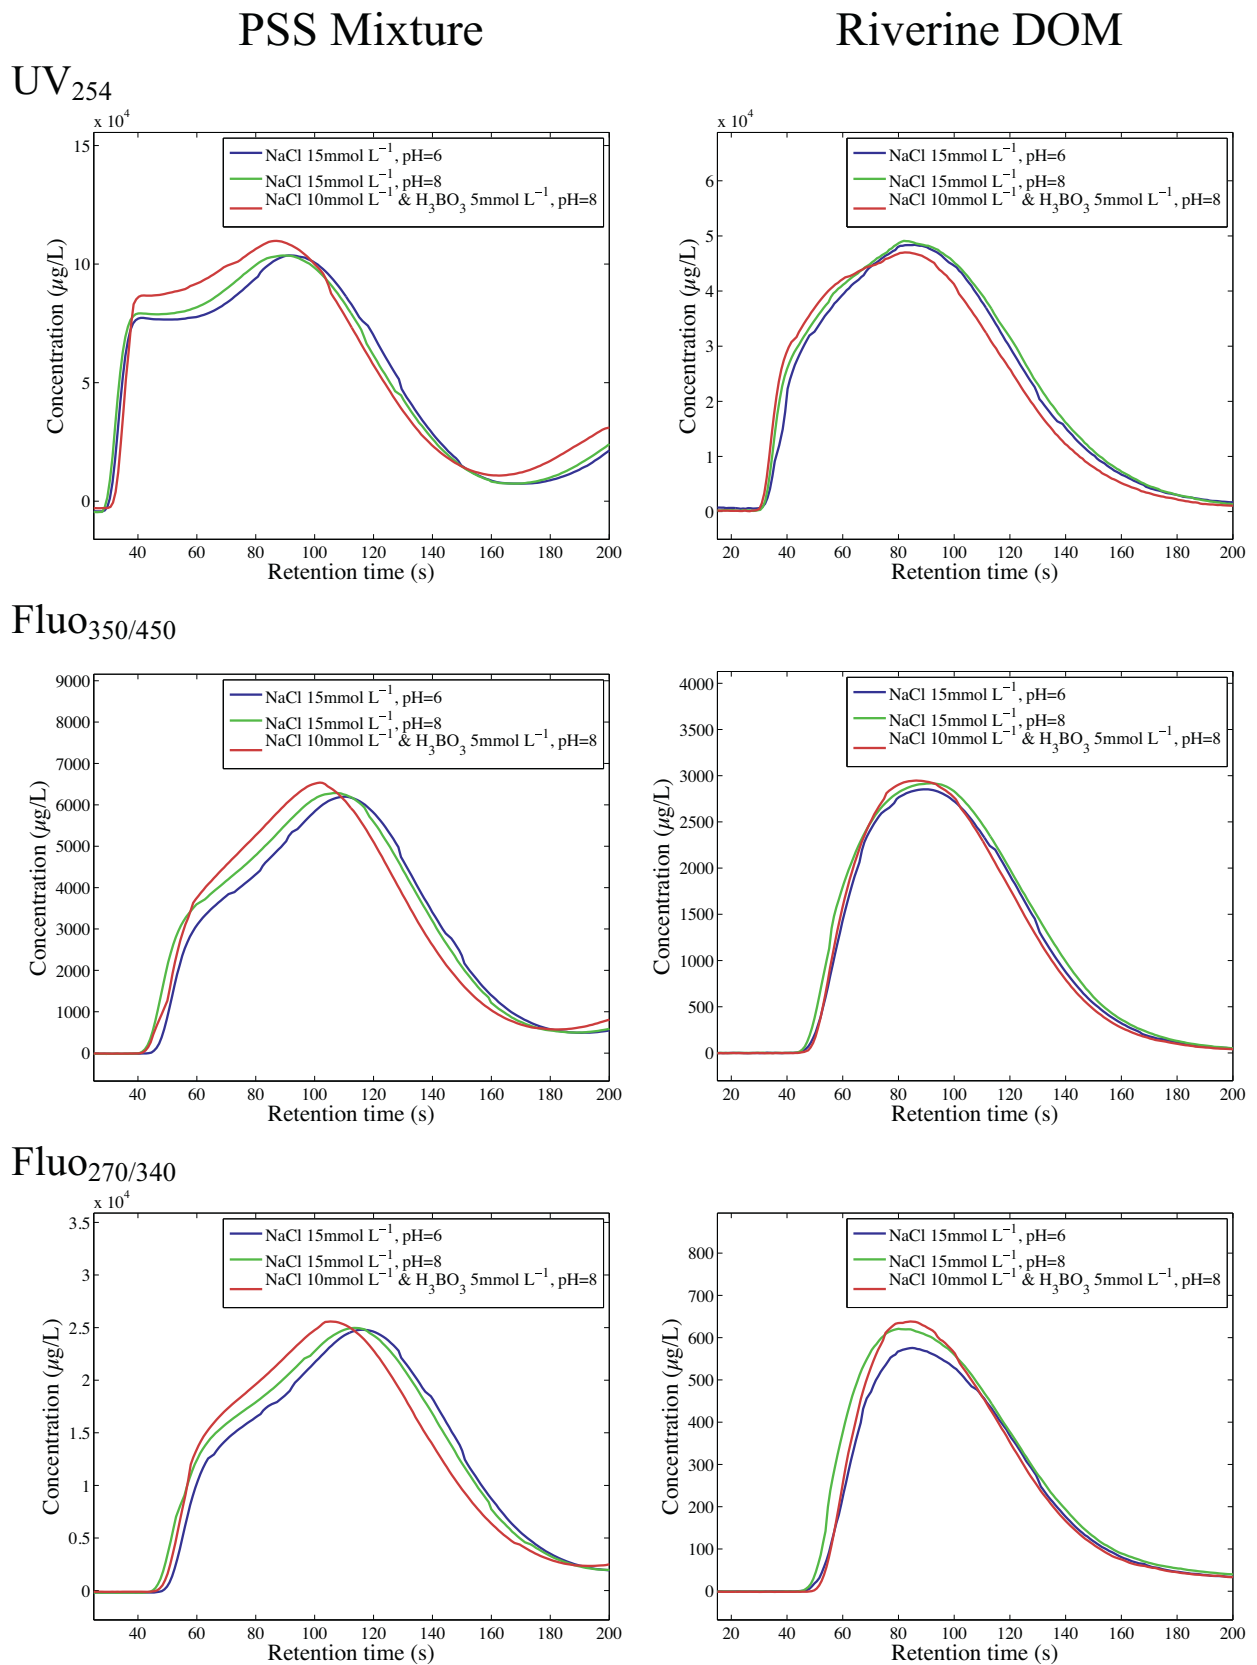 PSS Mixture
Riverine DOM
UV254
x 10⁴
15
10
5
0
40 60 80 100 120 140 160 180 200
Retention time (s)
Concentration (µg/L)
NaCl 15mmol L⁻¹, pH=6
NaCl 15mmol L⁻¹, pH=8
NaCl 10mmol L⁻¹ & H₃BO₃ 5mmol L⁻¹, pH=8
x 10⁴
6
5
4
3
2
1
0
20 40 60 80 100 120 140 160 180 200
Retention time (s)
Concentration (µg/L)
NaCl 15mmol L⁻¹, pH=6
NaCl 15mmol L⁻¹, pH=8
NaCl 10mmol L⁻¹ & H₃BO₃ 5mmol L⁻¹, pH=8
Fluo350/450
9000
8000
7000
6000
5000
4000
3000
2000
1000
0
40 60 80 100 120 140 160 180 200
Retention time (s)
Concentration (µg/L)
NaCl 15mmol L⁻¹, pH=6
NaCl 15mmol L⁻¹, pH=8
NaCl 10mmol L⁻¹ & H₃BO₃ 5mmol L⁻¹, pH=8
4000
3500
3000
2500
2000
1500
1000
500
0
20 40 60 80 100 120 140 160 180 200
Retention time (s)
Concentration (µg/L)
NaCl 15mmol L⁻¹, pH=6
NaCl 15mmol L⁻¹, pH=8
NaCl 10mmol L⁻¹ & H₃BO₃ 5mmol L⁻¹, pH=8
Fluo270/340
x 10⁴
3.5
3
2.5
2
1.5
1
0.5
0
40 60 80 100 120 140 160 180 200
Retention time (s)
Concentration (µg/L)
NaCl 15mmol L⁻¹, pH=6
NaCl 15mmol L⁻¹, pH=8
NaCl 10mmol L⁻¹ & H₃BO₃ 5mmol L⁻¹, pH=8
800
700
600
500
400
300
200
100
0
20 40 60 80 100 120 140 160 180 200
Retention time (s)
Concentration (µg/L)
NaCl 15mmol L⁻¹, pH=6
NaCl 15mmol L⁻¹, pH=8
NaCl 10mmol L⁻¹ & H₃BO₃ 5mmol L⁻¹, pH=8